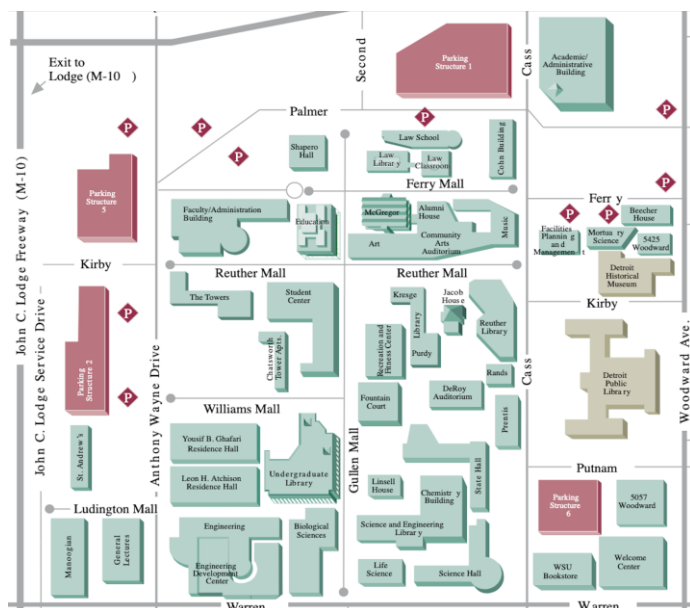 Exit to
Lodge (M-10 )
John C. Lodge Freeway (M-10)
John C. Lodge Service Drive
Anthony Wayne Drive
Second
Cass
Parking
Structure 1
Academic/
Administrative
Building
Palmer
P
P
P
P
P
P
Shapero
Hall
Law School
Law Library
Law
Classroom
Cohn Building
Ferry Mall
Ferr y
P
P
P
Parking
Structure
5
Faculty/Administration
Building
Education
McGregor
Alumni
House
Art
Community
Arts
Auditorium
Music
Beecher
House
Facilities
Planning
and
Management
Mortua ry
Science
5425
Woodward
Detroit
Historical
Museum
Kirby
Reuther Mall
Reuther Mall
Kirby
The Towers
Student
Center
Chatsworth
Tower Apts.
Kresge
Library
Purdy
Jacob
House
Reuther
Library
Recreation and
Fitness Center
Rands
DeRoy
Auditorium
Fountain
Court
Prentis
Cass
Detroit
Public
Library
Woodward Ave.
P
P
Parking
Structure 2
Williams Mall
Gullen Mall
St. Andrew's
Yousif B. Ghafari
Residence Hall
Leon H. Atchison
Residence Hall
Undergraduate
Library
Linsell
House
Chemist y
Building
State Hall
Putnam
Parking
Structure
6
5057
Woodward
Ludington Mall
Manoogian
General
Lectures
Engineering
Engineering
Development
Center
Biological
Sciences
Science and Engineering
Library
Life
Science
Science Hall
WSU
Bookstore
Welcome
Center
Warren
Warren